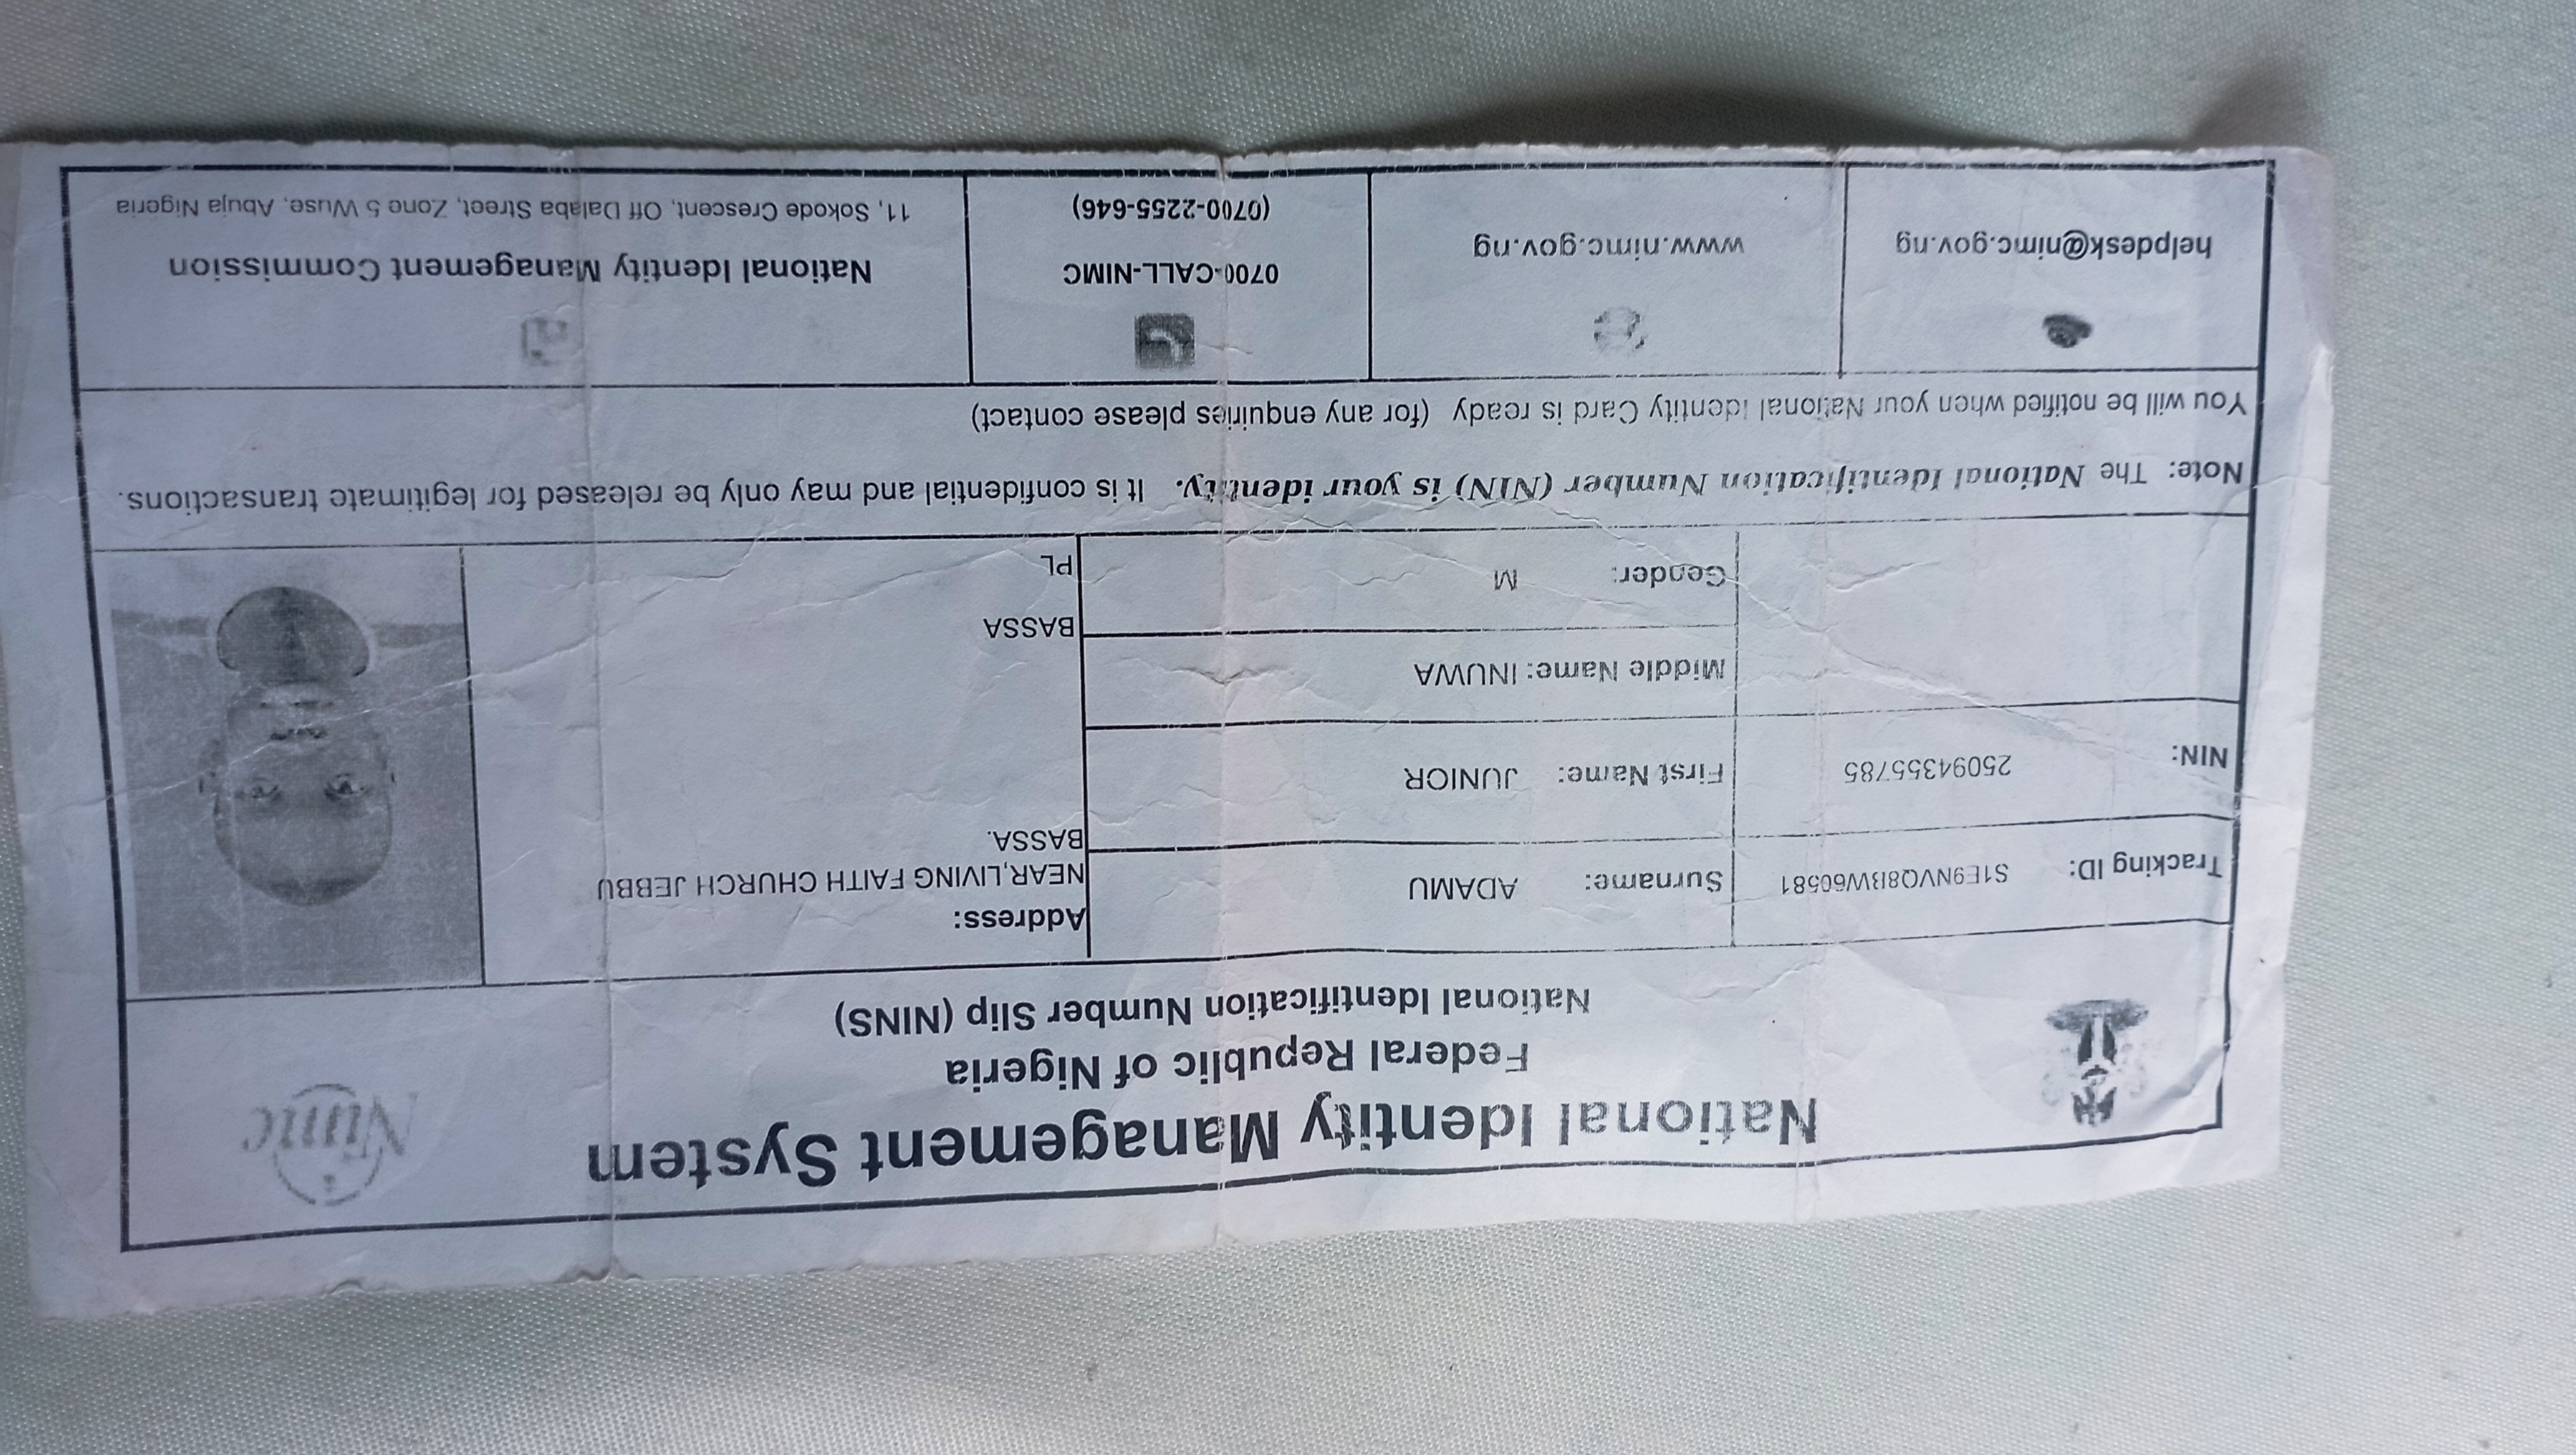 National Identity Management System
Federal Republic of Nigeria
National Identification Number Slip (NINS)
Nimc
Tracking ID: S1E9NVQ8BW60581
Surname: ADAMU
Address:
NEAR,LIVING FAITH CHURCH JEBBU
BASSA.
NIN: 25094355785
First Name: JUNIOR
Middle Name: INUWA
BASSA
Gender: M
PL
Note: The National Identification Number (NIN) is your identity. It is confidential and may only be released for legitimate transactions.
You will be notified when your National Identity Card is ready (for any enquiries please contact)
helpdesk@nimc.gov.ng
www.nimc.gov.ng
0700-CALL-NIMC
(0700-2255-646)
National Identity Management Commission
11, Sokode Crescent, Off Dalaba Street, Zone 5 Wuse, Abuja Nigeria